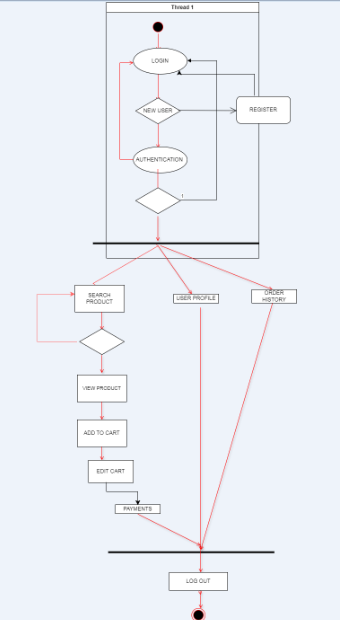 Thread 1
LOGIN
NEW USER
REGISTER
AUTHENTICATION
SEARCH
PRODUCT
USER PROFILE
ORDER
HISTORY
VIEW PRODUCT
ADD TO CART
EDIT CART
PAYMENTS
LOG OUT